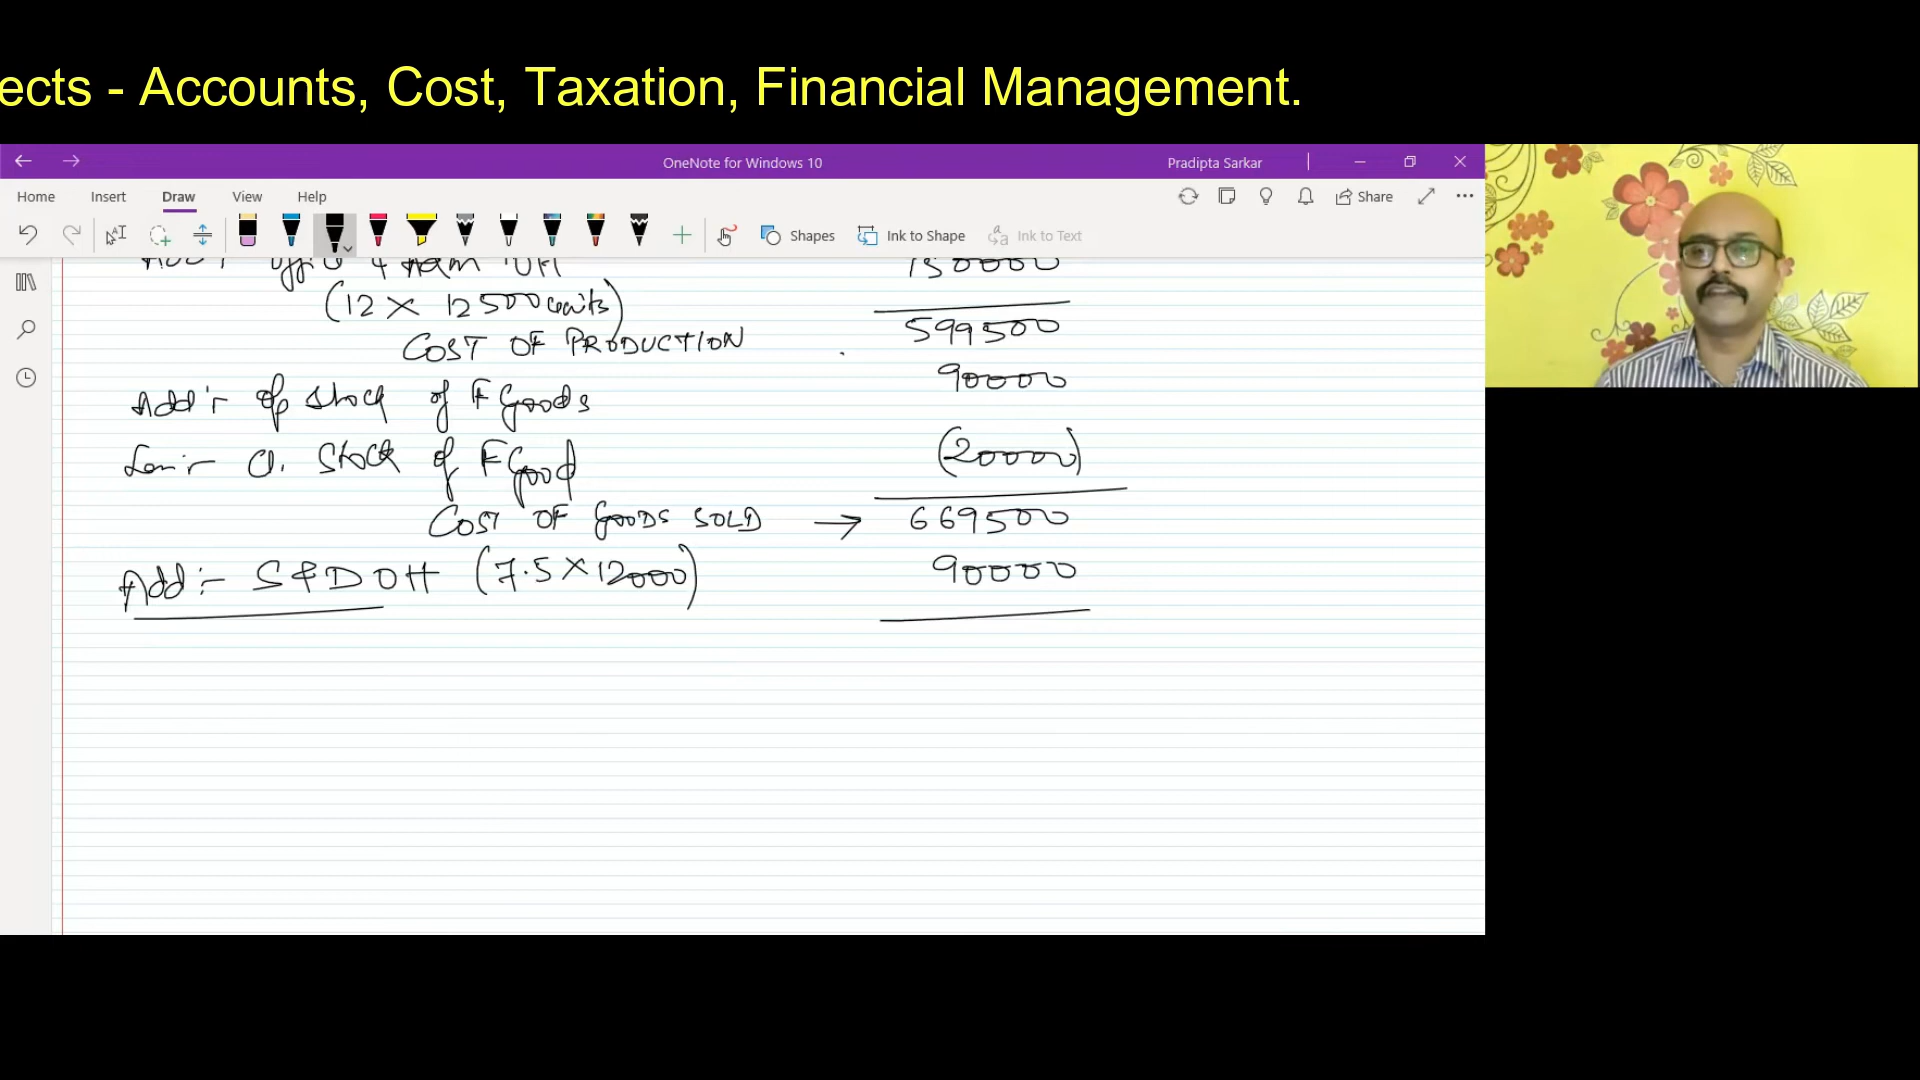 ects - Accounts, Cost, Taxation, Financial Management.
OneNote for Windows 10
Pradipta Sarkar
Home Insert Draw View Help
Share
Shapes Ink to Shape Ink to Text
150000
(12 X 12500 units)
599500
COST OF PRODUCTION
90000
Add:- Op Stock of F Goods
Less:- Cl. Stock of F Good (20000)
COST OF GOODS SOLD → 669500
Add:- S&D OH (7.5 X 12000) 90000